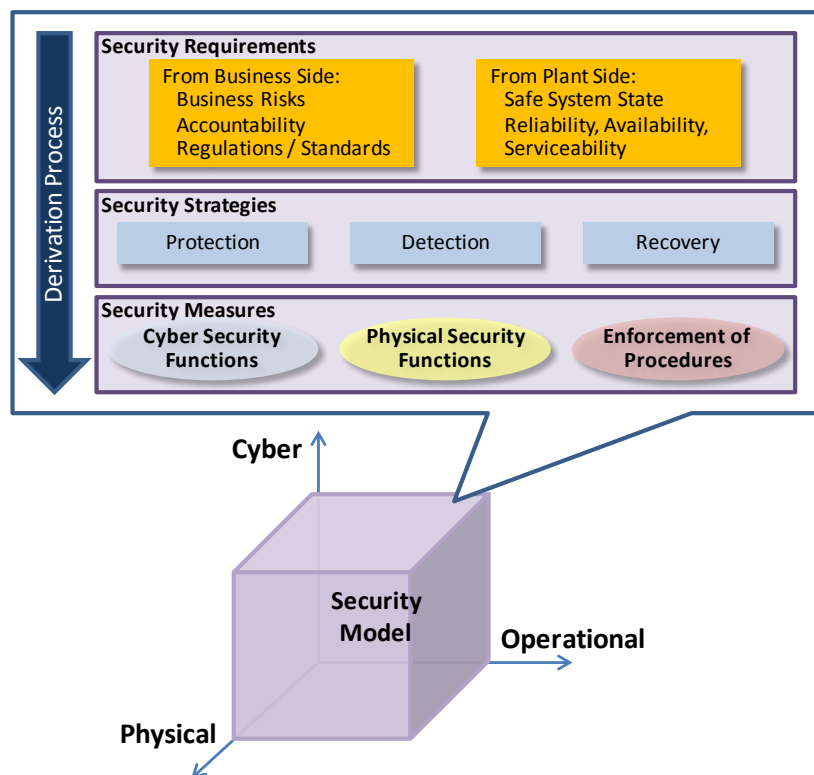 Derivation Process
Security Requirements
From Business Side:
Business Risks
Accountability
Regulations / Standards
From Plant Side:
Safe System State
Reliability, Availability,
Serviceability
Security Strategies
Protection
Detection
Recovery
Security Measures
Cyber Security
Functions
Physical Security
Functions
Enforcement of
Procedures
Cyber
Security
Model
Operational
Physical